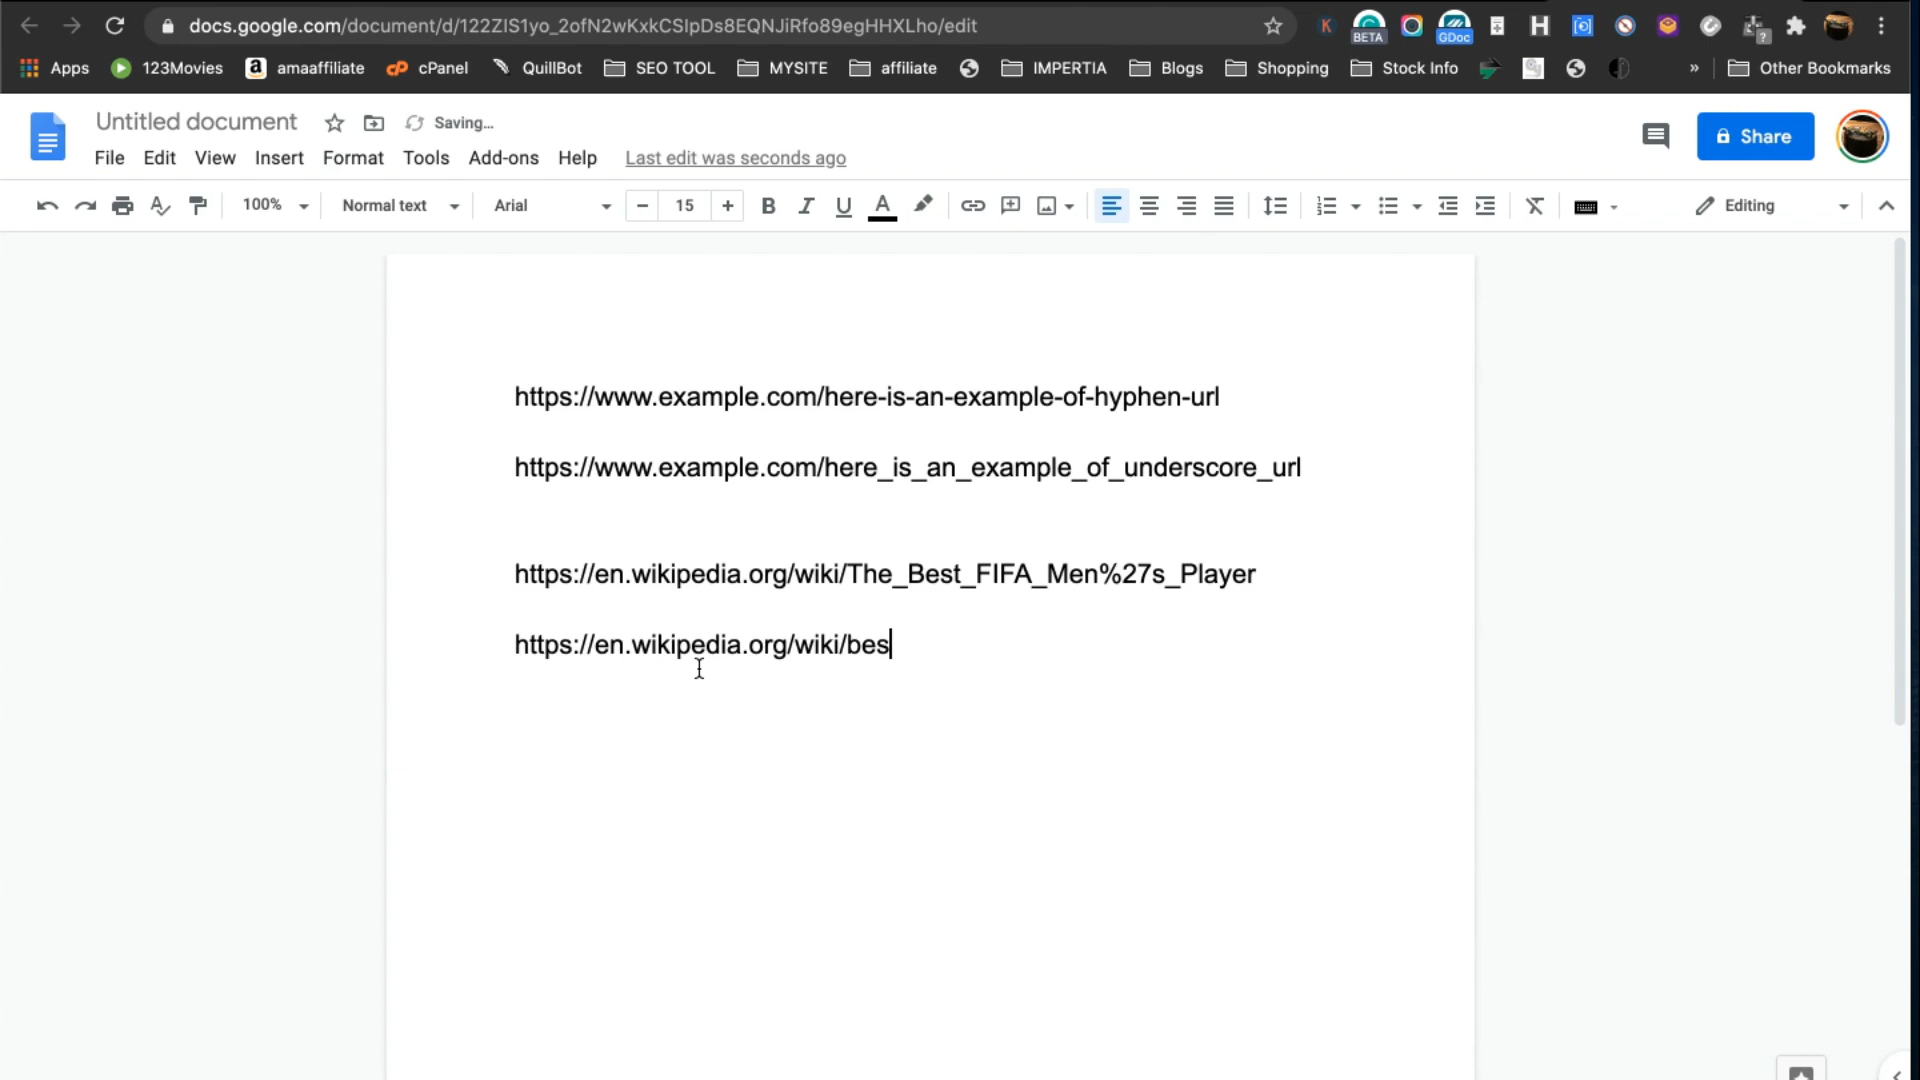 docs.google.com/document/d/122ZIS1yo_2ofN2wKxkCSIpDs8EQNJiRfo89egHHXLho/edit
BETA
GDoc
?
Apps
123Movies
amaaffiliate
cPanel
QuillBot
SEO TOOL
MYSITE
affiliate
IMPERTIA
Blogs
Shopping
Stock Info
»
Other Bookmarks
Untitled document
Saving...
Share
File Edit View Insert Format Tools Add-ons Help Last edit was seconds ago
100% Normal text Arial 15 Editing
https://www.example.com/here-is-an-example-of-hyphen-url
https://www.example.com/here_is_an_example_of_underscore_url
https://en.wikipedia.org/wiki/The_Best_FIFA_Men%27s_Player
https://en.wikipedia.org/wiki/bes